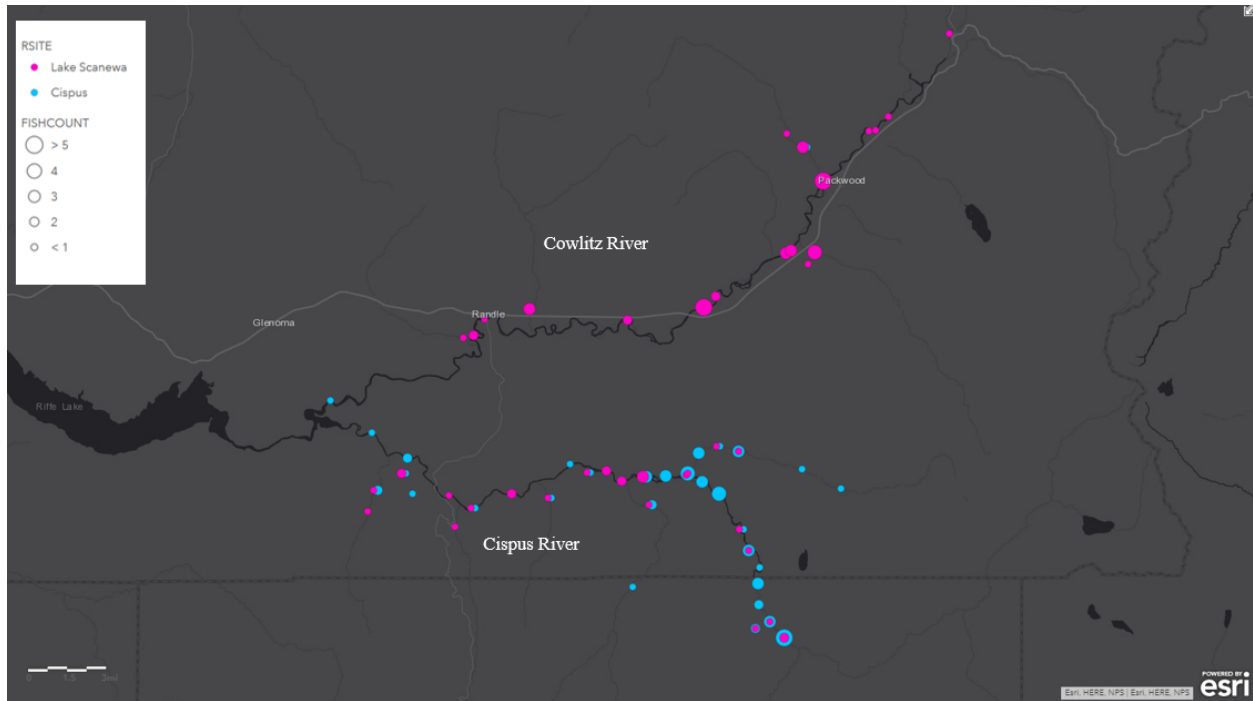 RSITE
Lake Scanewa
Cispus
FISHCOUNT
> 5
4
3
2
< 1
Packwood
Cowlitz River
Randle
Glenoma
Riffe Lake
Cispus River
0 1.5 3mi
Esri, HERE, NPS | Esri, HERE, NPS
POWERED BY
esri